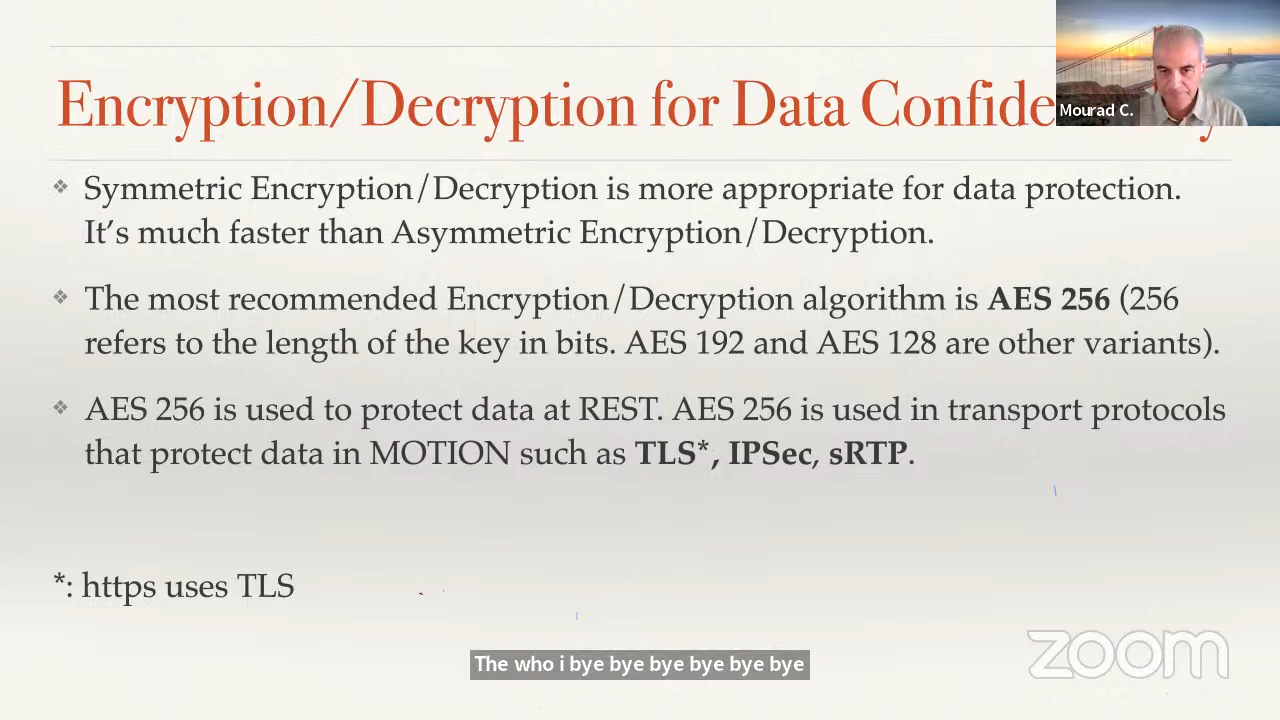 Encryption/Decryption for Data Confide
Mourad C.
❖ Symmetric Encryption/Decryption is more appropriate for data protection.
It’s much faster than Asymmetric Encryption/Decryption.
❖ The most recommended Encryption/Decryption algorithm is AES 256 (256
refers to the length of the key in bits. AES 192 and AES 128 are other variants).
❖ AES 256 is used to protect data at REST. AES 256 is used in transport protocols
that protect data in MOTION such as TLS*, IPSec, sRTP.
*: https uses TLS
zoom
The who i bye bye bye bye bye bye